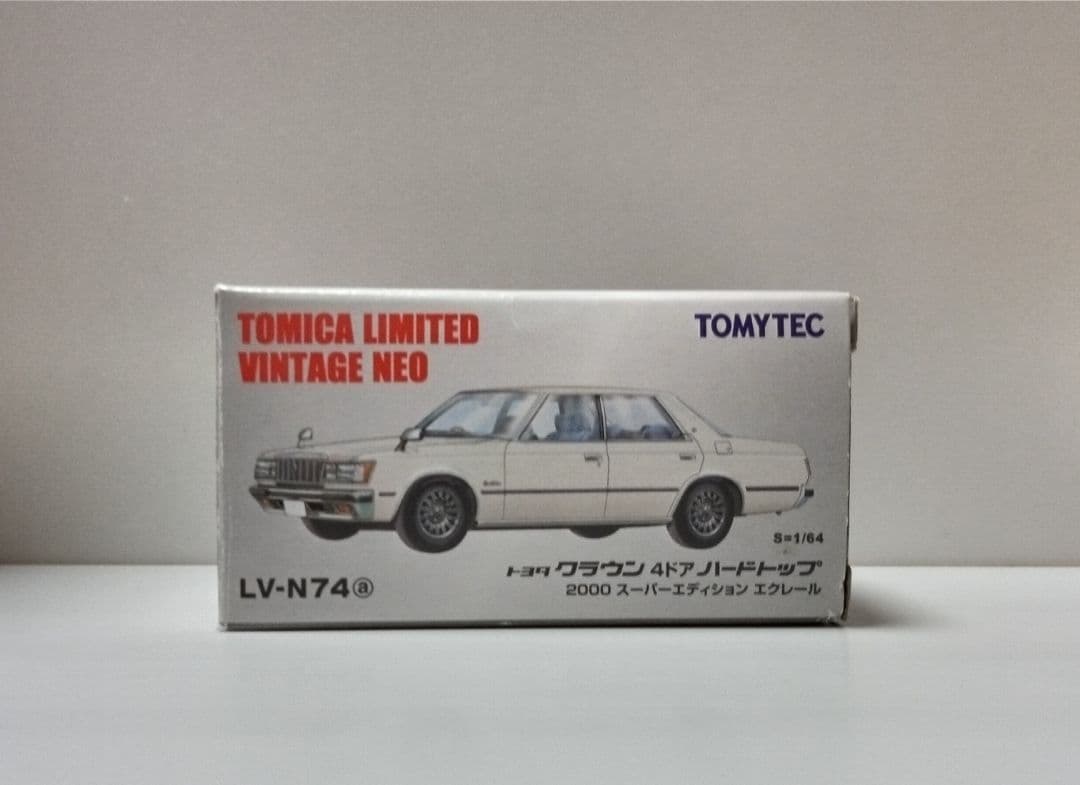 TOMICA LIMITED
VINTAGE NEO
TOMYTEC
S=1/64
LV-N74ⓐ
トヨタ クラウン 4ドア ハードトップ
2000 スーパーエディション エクレール